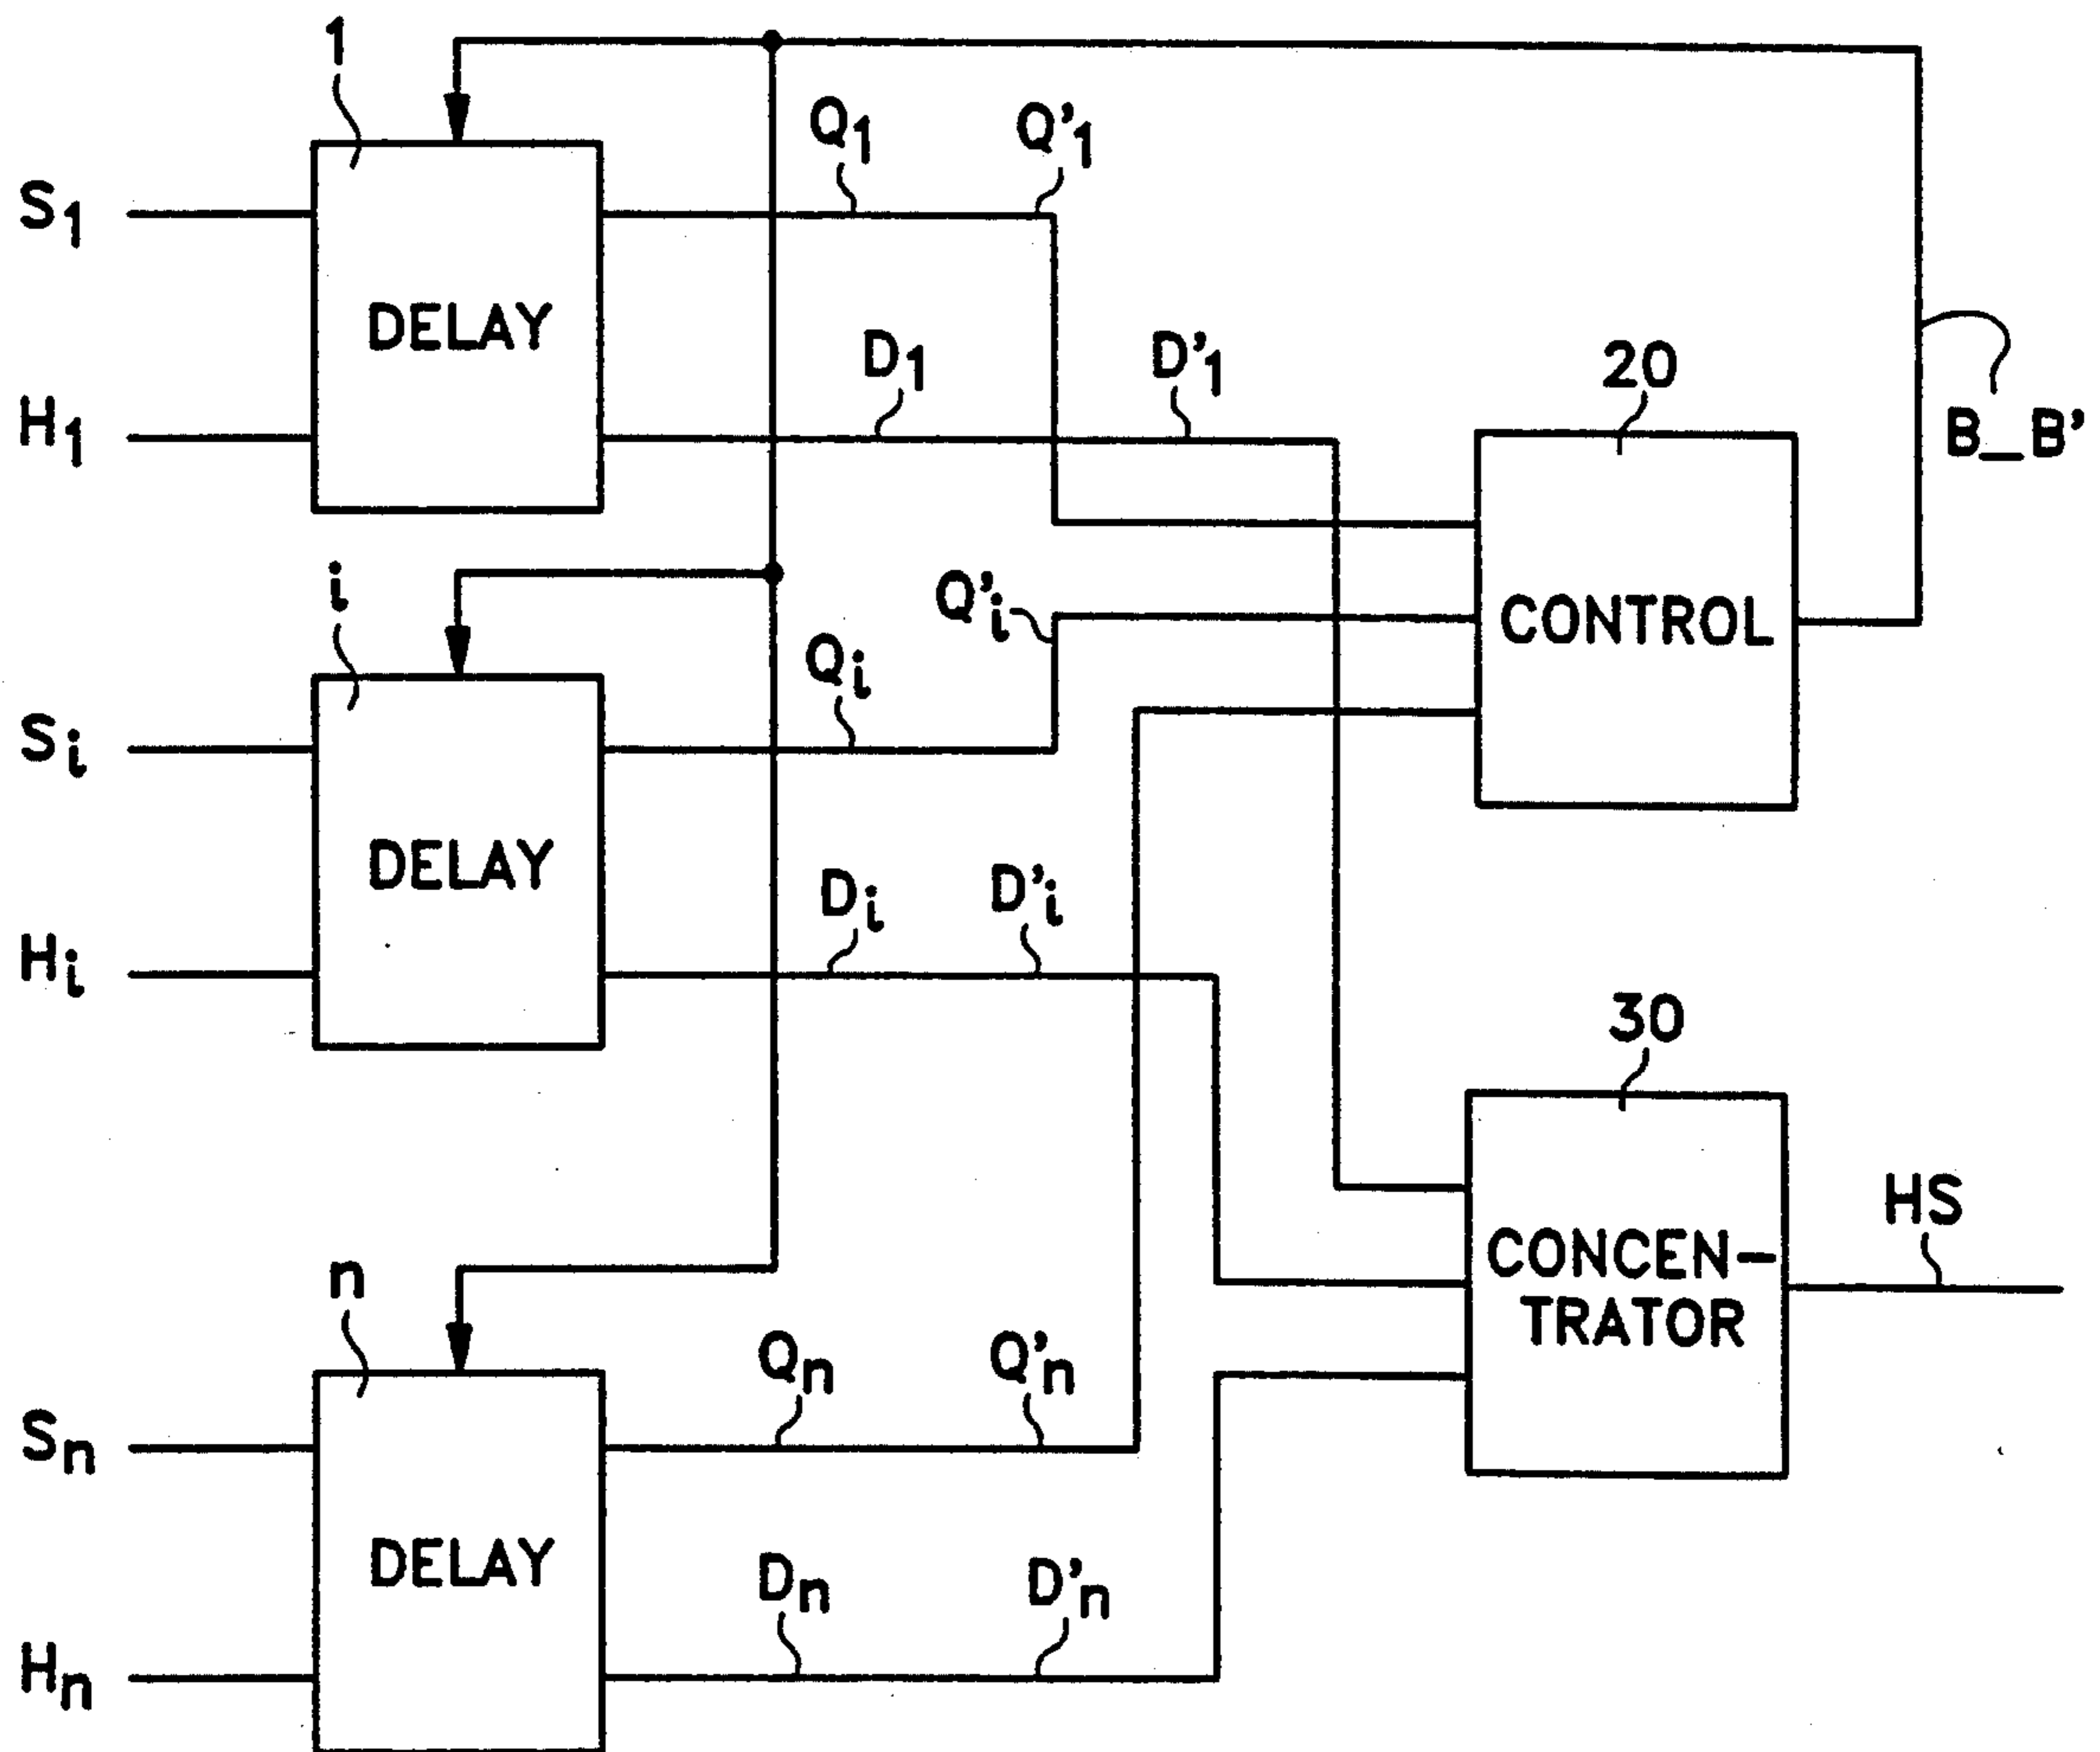 1
Q1
Q'1
S1
DELAY
D1
D'1
20
H1
B_B'
i
Q'i
CONTROL
Qi
Si
DELAY
Di
D'i
Hi
30
HS
CONCEN-
TRATOR
n
Qn
Q'n
Sn
DELAY
Dn
D'n
Hn